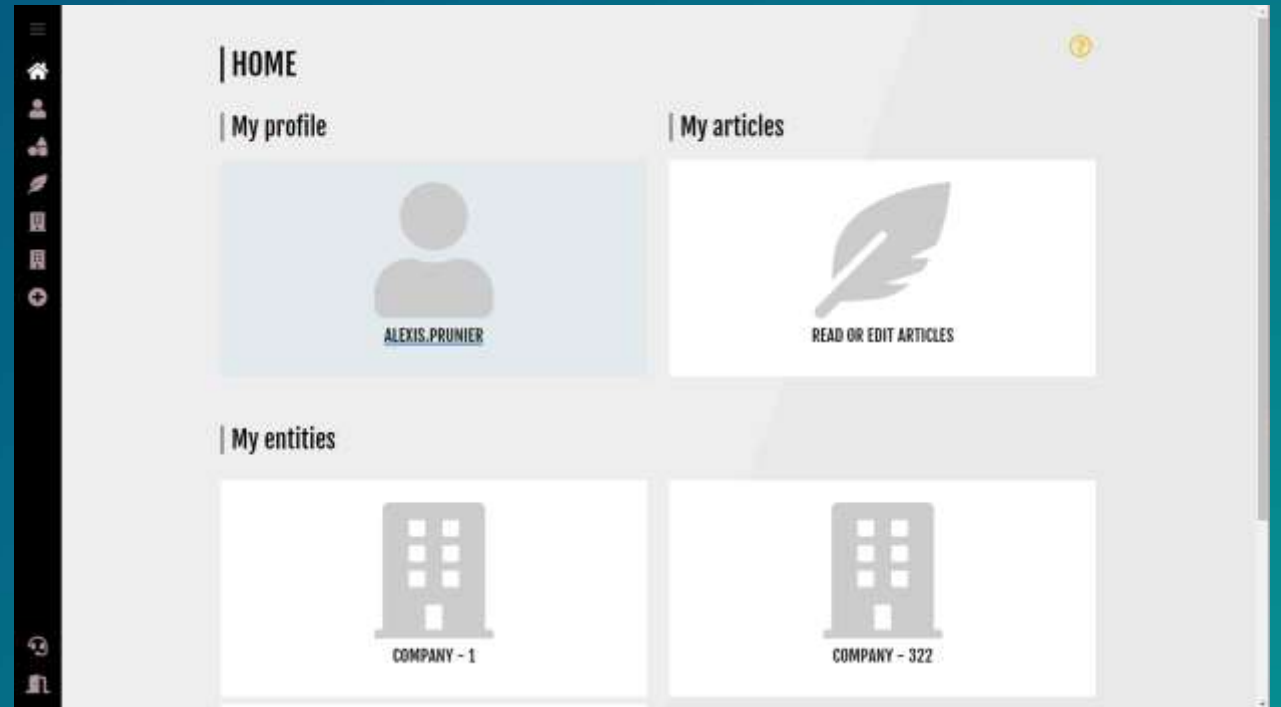 HOME
My profile
My articles
ALEXIS.PRUNIER
READ OR EDIT ARTICLES
My entities
COMPANY - 1
COMPANY - 322